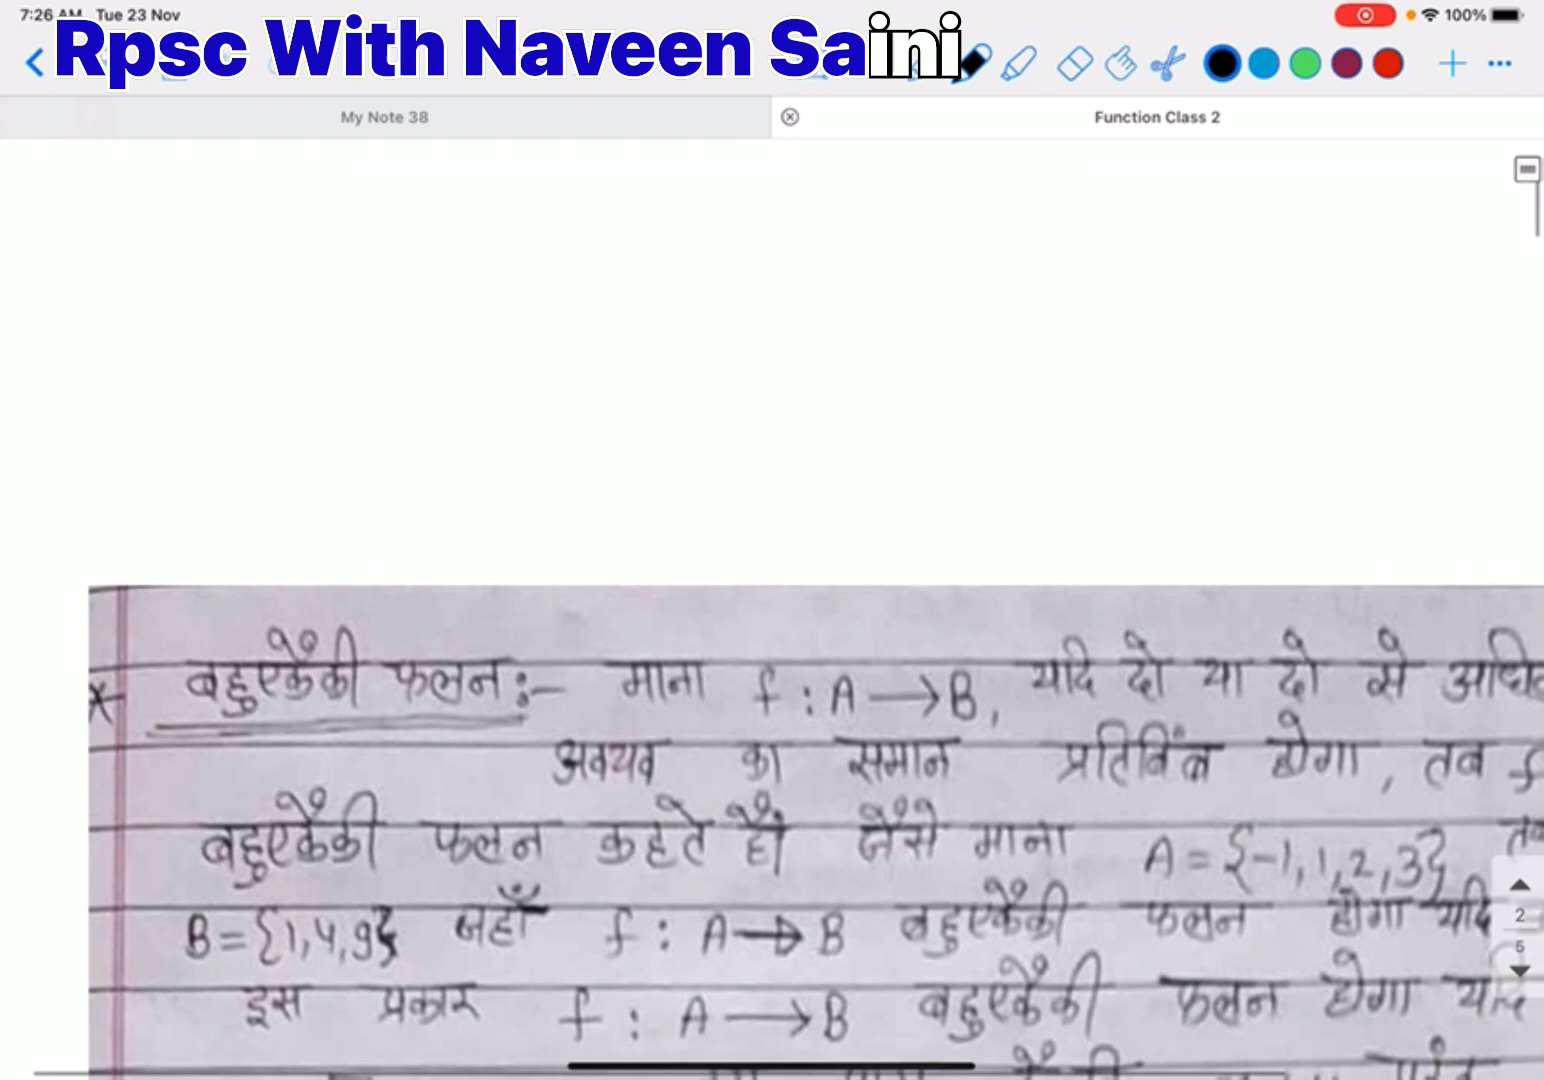 7:26 AM Tue 23 Nov
100%
Rpsc With Naveen Saini
My Note 38
Function Class 2
* बहुएकैकी फलन :- माना f : A → B, यदि दो या दो से
अवयव का समान प्रतिबिंब होगा, तब f
बहुएकैकी फलन कहते हैं। जैसे माना A = {-1, 1, 2, 3}
B = {1, 4, 9} जहाँ f : A → B बहुएकैकी फलन होगा यदि
इस प्रकार f : A → B बहुएकैकी फलन होगा यदि
2
5